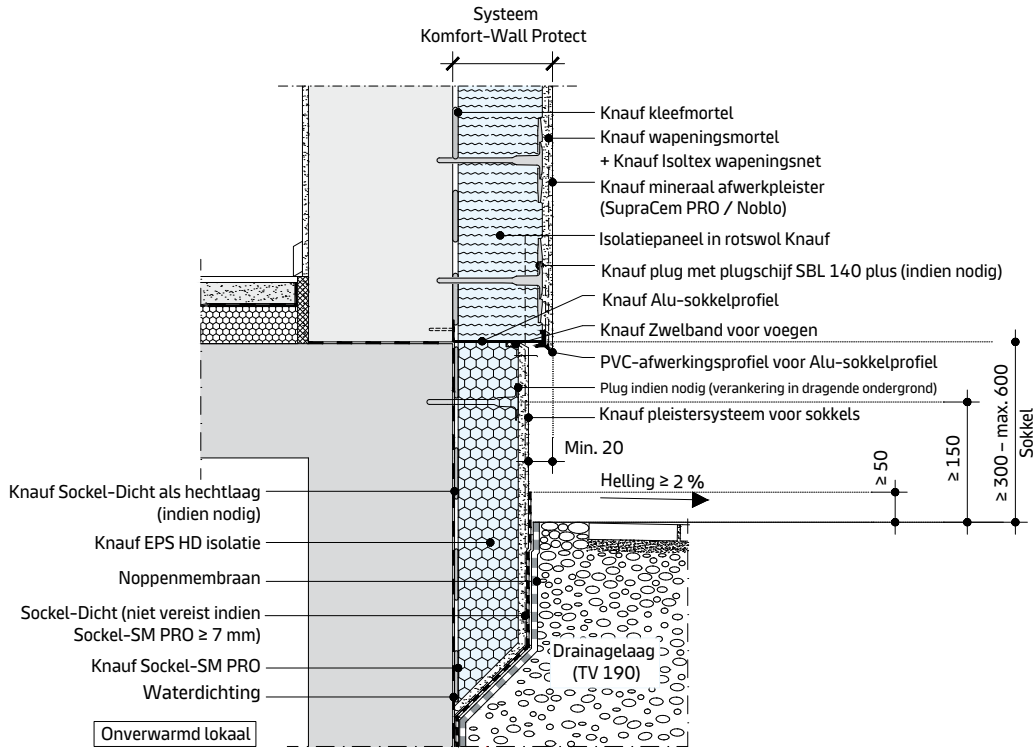 Systeem
Komfort-Wall Protect
Knauf kleefmortel
Knauf wapeningsmortel
+ Knauf Isoltex wapeningsnet
Knauf mineraal afwerkpleister
(SupraCem PRO / Noblo)
Isolatiepaneel in rotswol Knauf
Knauf plug met plugschijf SBL 140 plus (indien nodig)
Knauf Alu-sokkelprofiel
Knauf Zwelband voor voegen
PVC-afwerkingsprofiel voor Alu-sokkelprofiel
Plug indien nodig (verankering in dragende ondergrond)
Knauf pleistersysteem voor sokkels
Min. 20
Helling ≥ 2 %
≥ 50
≥ 150
≥ 300 – max. 600
Sokkel
Knauf Sockel-Dicht als hechtlaag
(indien nodig)
Knauf EPS HD isolatie
Noppenmembraan
Sockel-Dicht (niet vereist indien
Sockel-SM PRO ≥ 7 mm)
Knauf Sockel-SM PRO
Waterdichting
Drainagelaag
(TV 190)
Onverwarmd lokaal